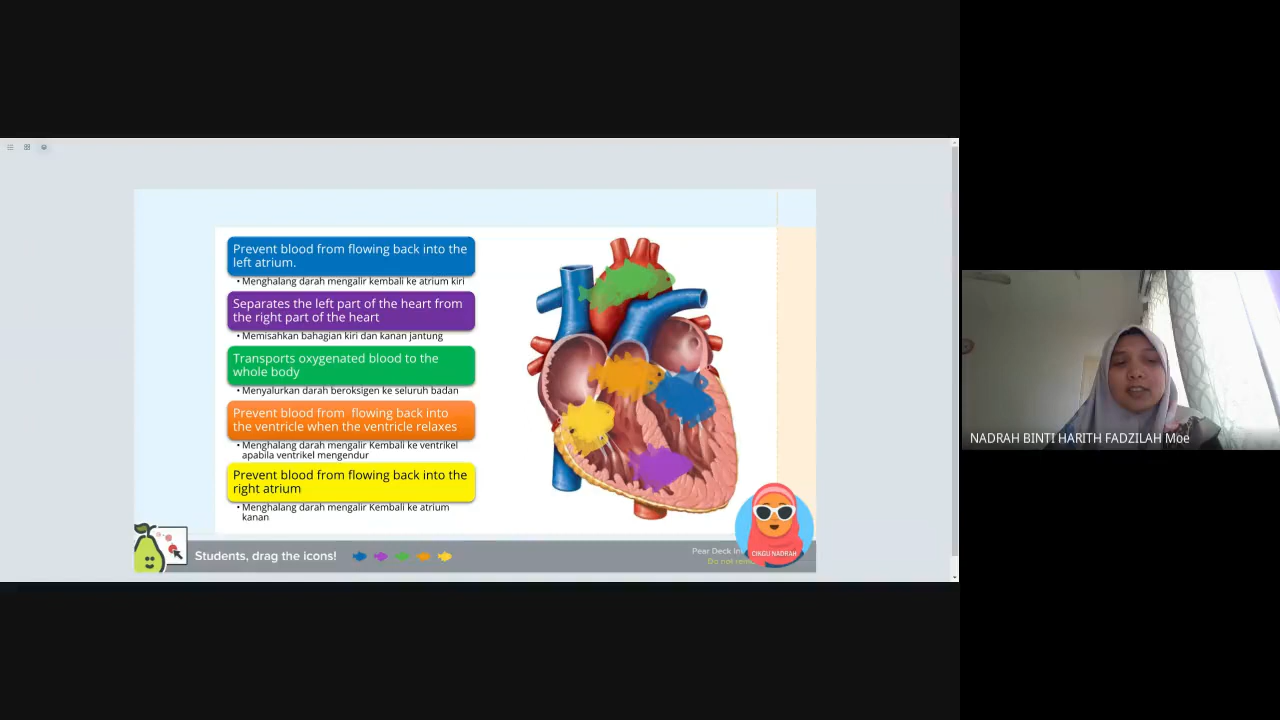 Prevent blood from flowing back into the
left atrium.
• Menghalang darah mengalir kembali ke atrium kiri
Separates the left part of the heart from
the right part of the heart
• Memisahkan bahagian kiri dan kanan jantung
Transports oxygenated blood to the
whole body
• Menyalurkan darah beroksigen ke seluruh badan
Prevent blood from flowing back into
the ventricle when the ventricle relaxes
• Menghalang darah mengalir Kembali ke ventrikel
apabila ventrikel mengendur
Prevent blood from flowing back into the
right atrium
• Menghalang darah mengalir Kembali ke atrium
kanan
Students, drag the icons!
Pear Deck In
Do not
CIKGU NADRAH
NADRAH BINTI HARITH FADZILAH Moe